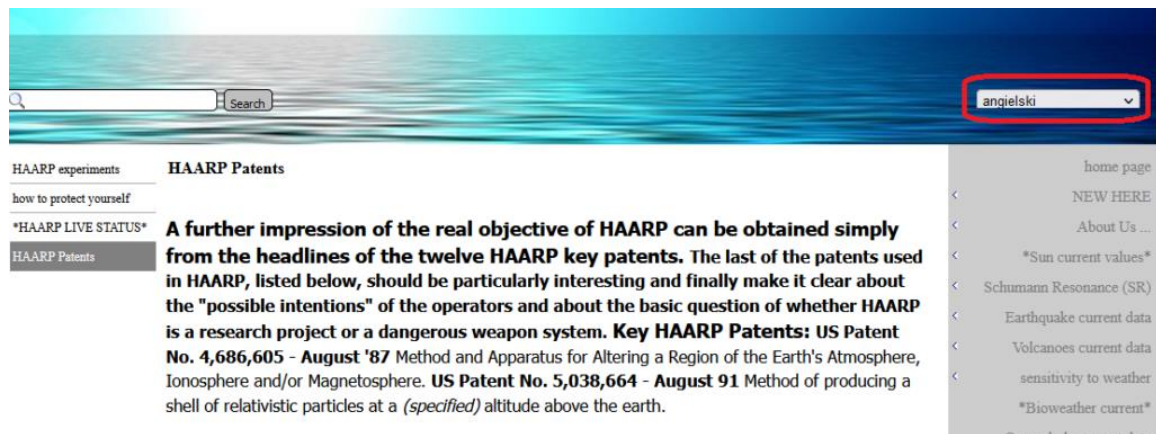 Search
angielski
HAARP experiments
how to protect yourself
*HAARP LIVE STATUS*
HAARP Patents
HAARP Patents
A further impression of the real objective of HAARP can be obtained simply
from the headlines of the twelve HAARP key patents. The last of the patents used
in HAARP, listed below, should be particularly interesting and finally make it clear about
the "possible intentions" of the operators and about the basic question of whether HAARP
is a research project or a dangerous weapon system. Key HAARP Patents: US Patent
No. 4,686,605 - August '87 Method and Apparatus for Altering a Region of the Earth's Atmosphere,
Ionosphere and/or Magnetosphere. US Patent No. 5,038,664 - August 91 Method of producing a
shell of relativistic particles at a (specified) altitude above the earth.
home page
NEW HERE
About Us ...
*Sun current values*
Schumann Resonance (SR)
Earthquake current data
Volcanoes current data
sensitivity to weather
*Bioweather current*